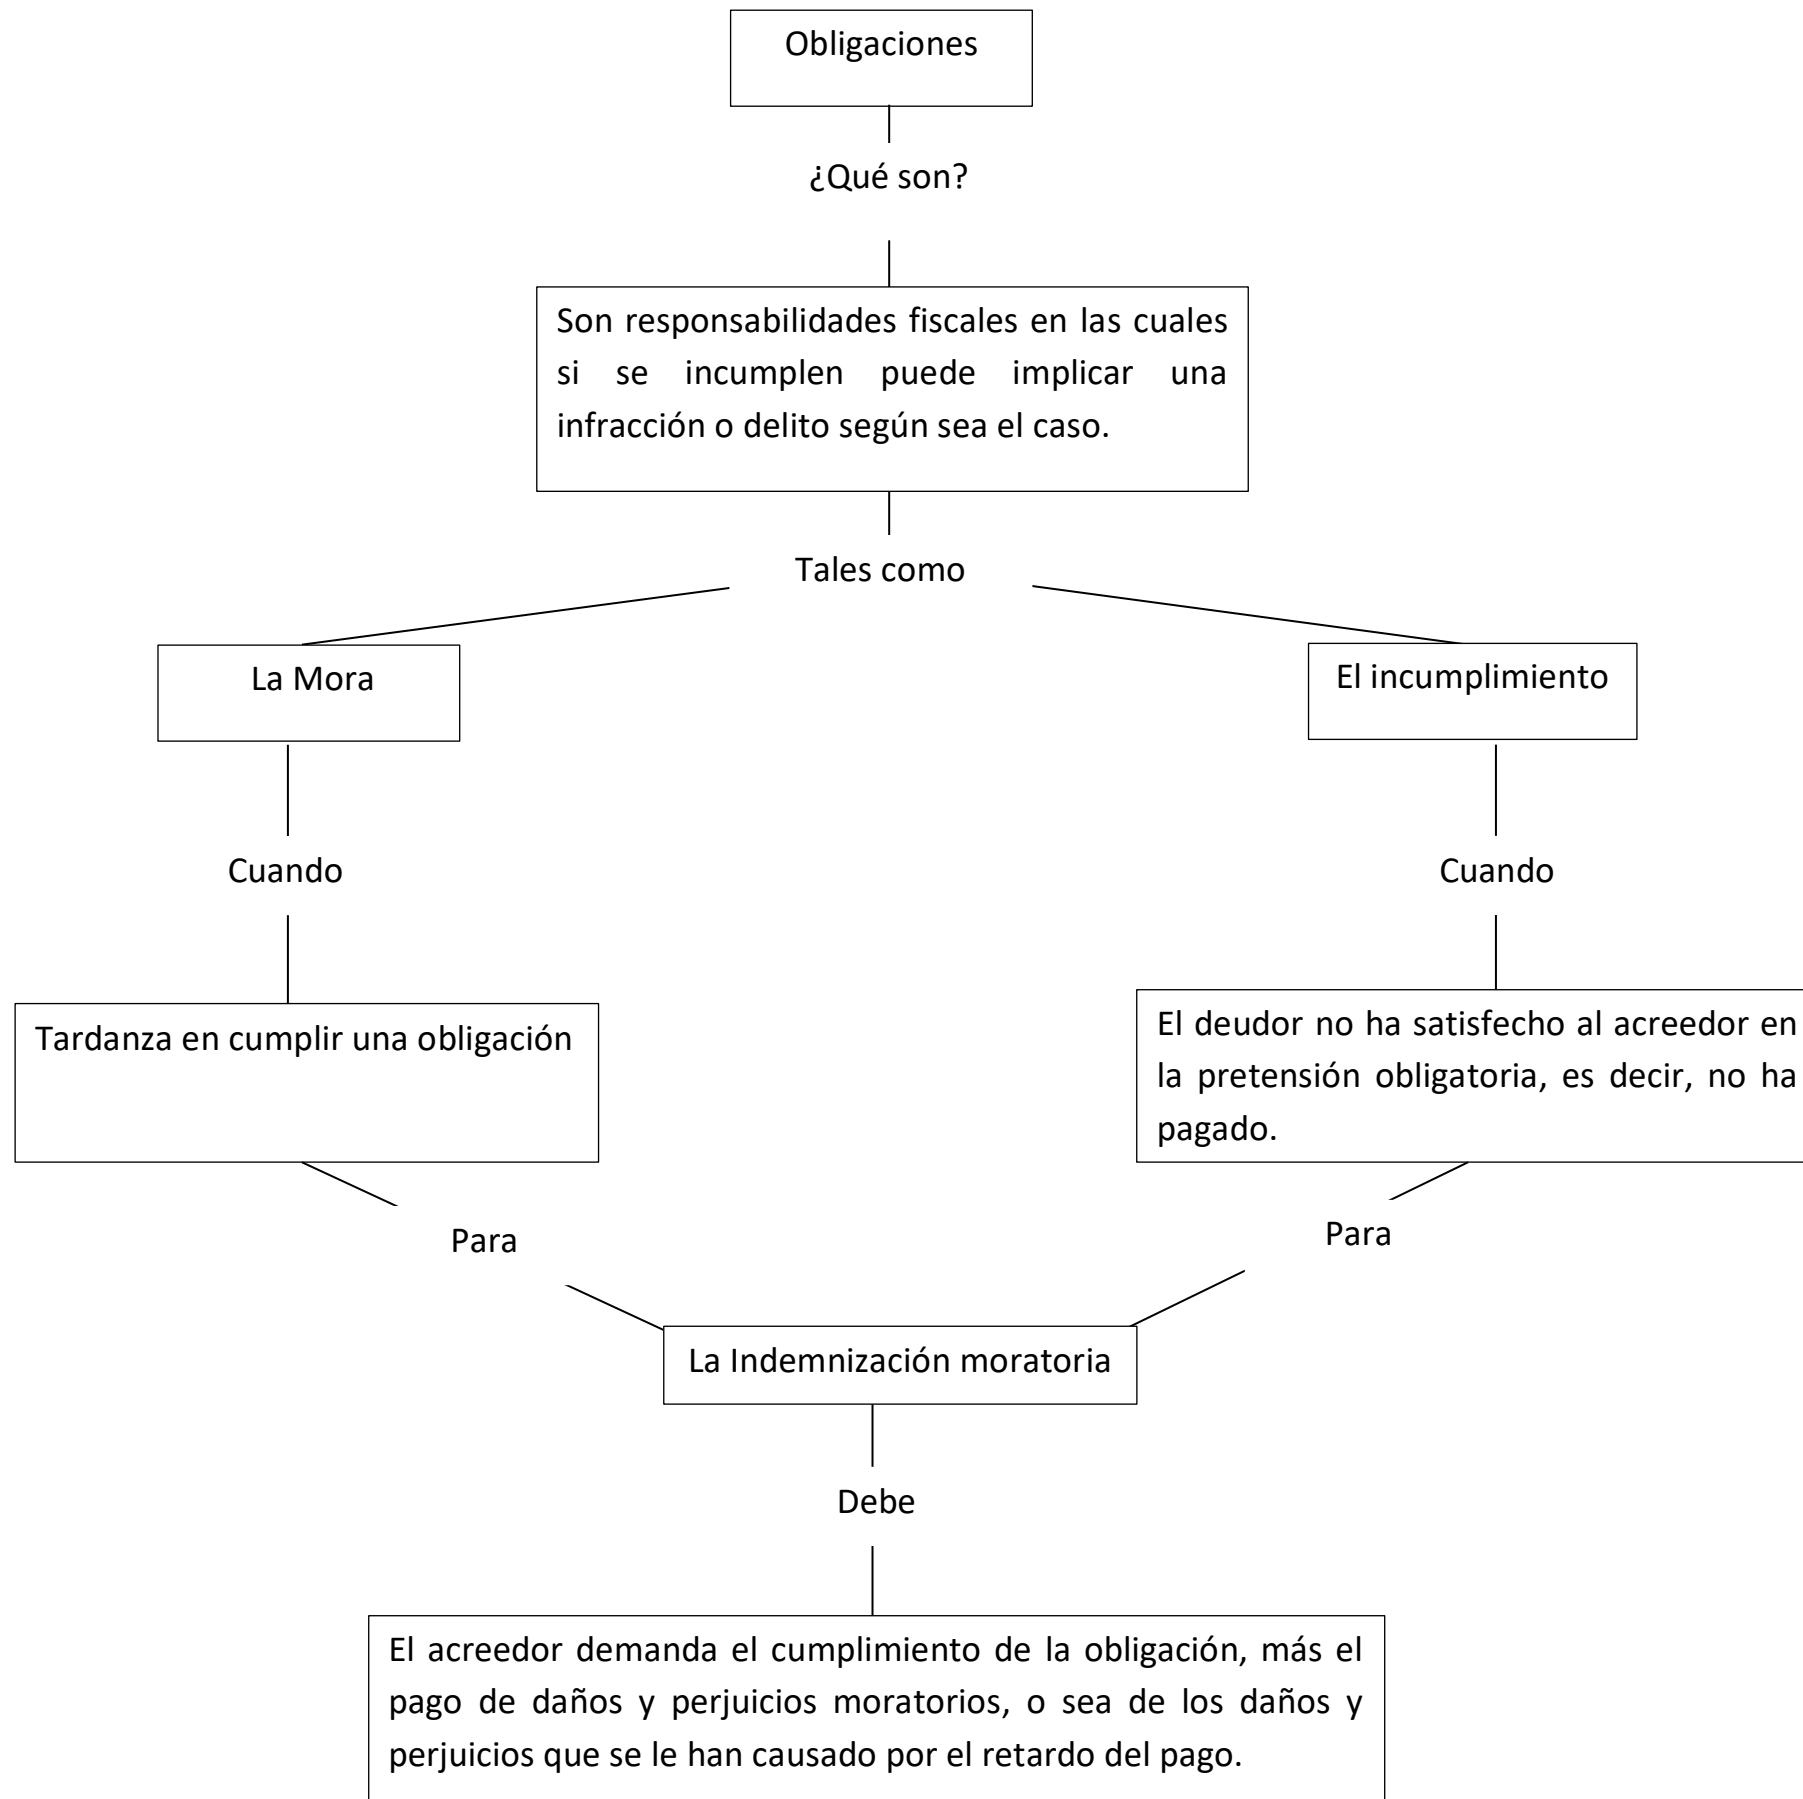 Obligaciones
¿Qué son?
Son responsabilidades fiscales en las cuales
si se incumplen puede implicar una
infracción o delito según sea el caso.
Tales como
La Mora
El incumplimiento
Cuando
Cuando
Tardanza en cumplir una obligación
El deudor no ha satisfecho al acreedor en
la pretensión obligatoria, es decir, no ha
pagado.
Para
Para
La Indemnización moratoria
Debe
El acreedor demanda el cumplimiento de la obligación, más el
pago de daños y perjuicios moratorios, o sea de los daños y
perjuicios que se le han causado por el retardo del pago.